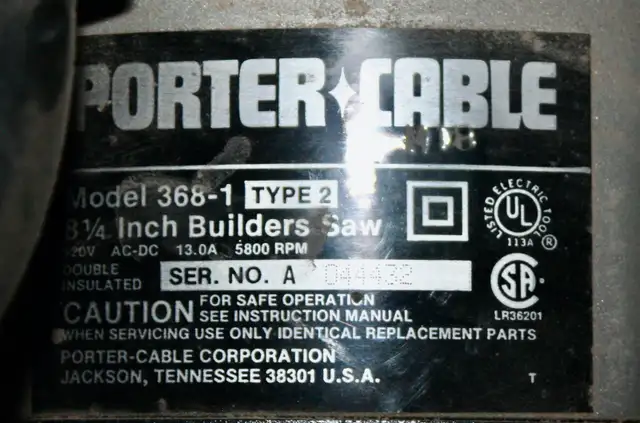 PORTER✦CABLE
Model 368-1 TYPE 2
8¼ Inch Builders Saw
120V AC-DC 13.0A 5800 RPM
DOUBLE
INSULATED
SER. NO. A 044432
CAUTION FOR SAFE OPERATION
SEE INSTRUCTION MANUAL
WHEN SERVICING USE ONLY IDENTICAL REPLACEMENT PARTS
PORTER-CABLE CORPORATION
JACKSON, TENNESSEE 38301 U.S.A.
LISTED ELECTRIC TOOL
UL
113A ®
SA
LR36201
T